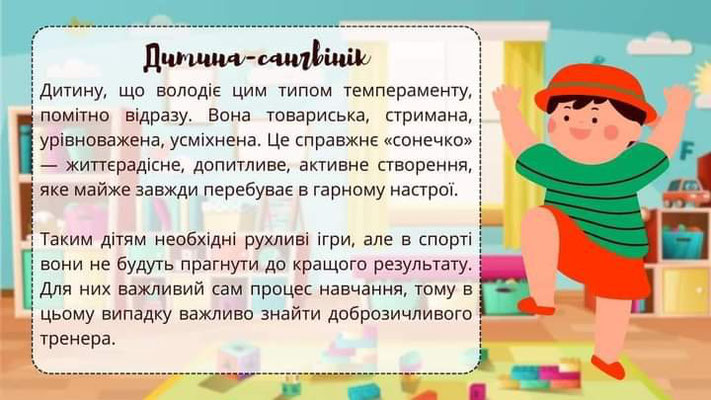 Дитина-сангвінік
Дитину, що володіє цим типом темпераменту,
помітно відразу. Вона товариська, стримана,
урівноважена, усміхнена. Це справжнє «сонечко»
— життєрадісне, допитливе, активне створення,
яке майже завжди перебуває в гарному настрої.
Таким дітям необхідні рухливі ігри, але в спорті
вони не будуть прагнути до кращого результату.
Для них важливий сам процес навчання, тому в
цьому випадку важливо знайти доброзичливого
тренера.
F